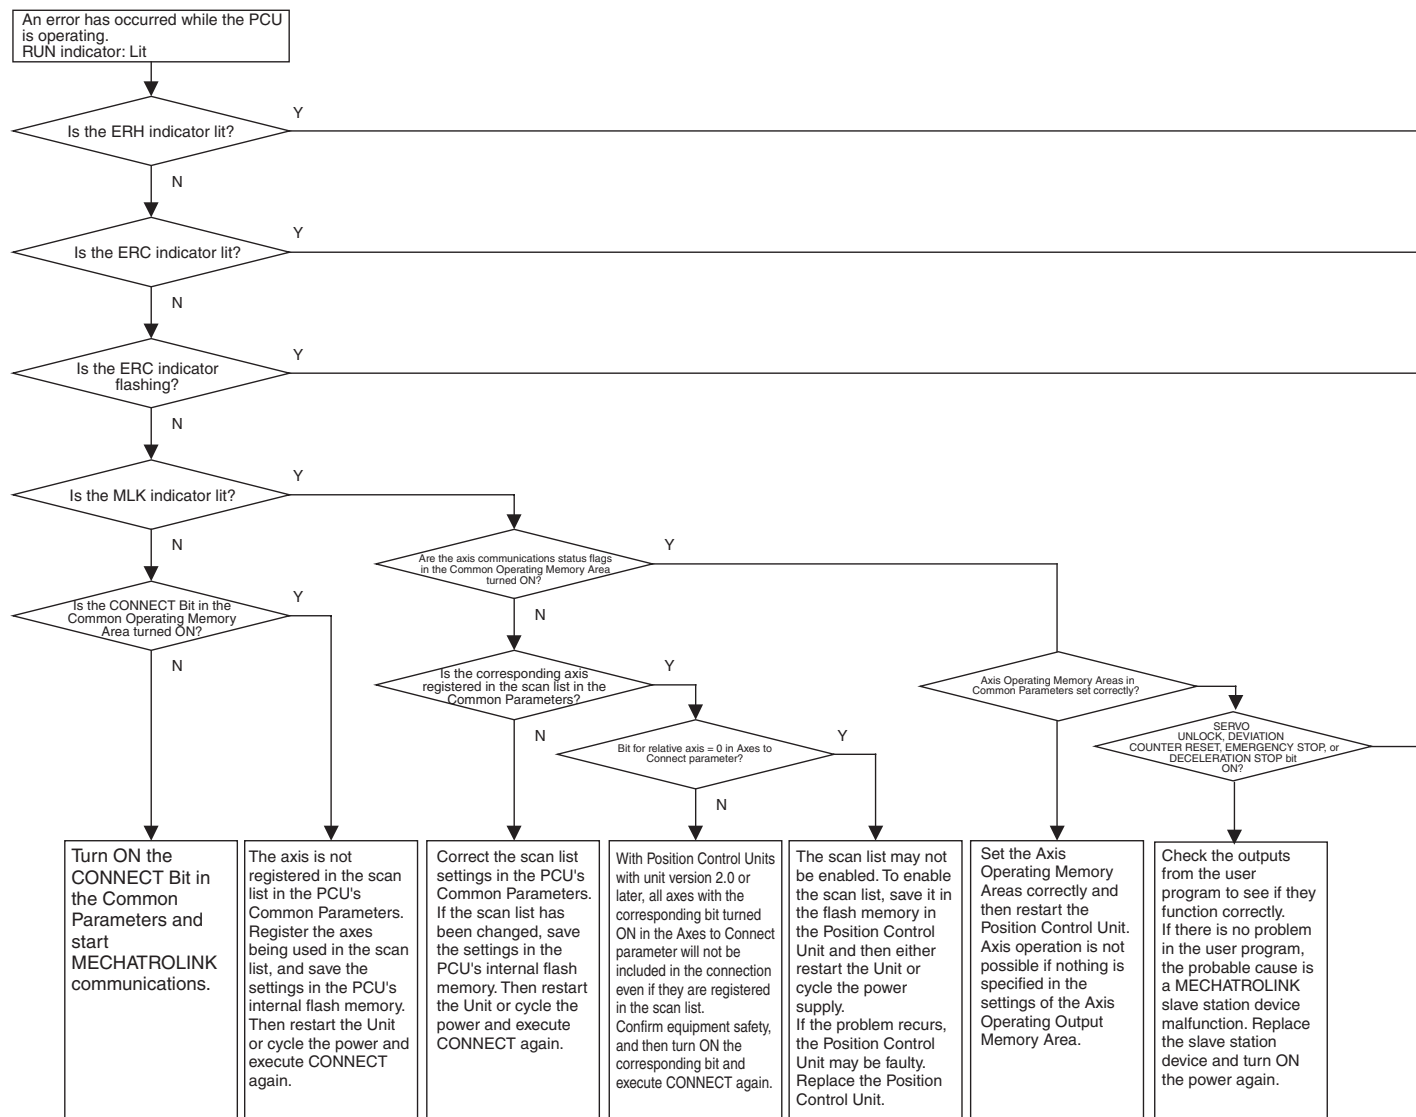 An error has occurred while the PCU
is operating.
RUN indicator: Lit
Y
Is the ERH indicator lit?
N
Y
Is the ERC indicator lit?
N
Y
Is the ERC indicator
flashing?
N
Y
Is the MLK indicator lit?
N
Y
Are the axis communications status flags
in the Common Operating Memory Area
turned ON?
N
Y
Is the CONNECT Bit in the
Common Operating Memory
Area turned ON?
N
Y
Is the corresponding axis
registered in the scan list in the
Common Parameters?
N
Axis Operating Memory Areas in
Common Parameters set correctly?
Y
Bit for relative axis = 0 in Axes to
Connect parameter?
N
SERVO
UNLOCK, DEVIATION
COUNTER RESET, EMERGENCY STOP, or
DECELERATION STOP bit
ON?
Turn ON the
CONNECT Bit in
the Common
Parameters and
start
MECHATROLINK
communications.
The axis is not
registered in the scan
list in the PCU's
Common Parameters.
Register the axes
being used in the scan
list, and save the
settings in the PCU's
internal flash memory.
Then restart the Unit
or cycle the power and
execute CONNECT
again.
Correct the scan list
settings in the PCU's
Common Parameters.
If the scan list has
been changed, save
the settings in the
PCU's internal flash
memory. Then restart
the Unit or cycle the
power and execute
CONNECT again.
With Position Control Units
with unit version 2.0 or
later, all axes with the
corresponding bit turned
ON in the Axes to Connect
parameter will not be
included in the connection
even if they are registered
in the scan list.
Confirm equipment safety,
and then turn ON the
corresponding bit and
execute CONNECT again.
The scan list may not
be enabled. To enable
the scan list, save it in
the flash memory in
the Position Control
Unit and then either
restart the Unit or
cycle the power
supply.
If the problem recurs,
the Position Control
Unit may be faulty.
Replace the Position
Control Unit.
Set the Axis
Operating Memory
Areas correctly and
then restart the
Position Control Unit.
Axis operation is not
possible if nothing is
specified in the
settings of the Axis
Operating Output
Memory Area.
Check the outputs
from the user
program to see if they
function correctly.
If there is no problem
in the user program,
the probable cause is
a MECHATROLINK
slave station device
malfunction. Replace
the slave station
device and turn ON
the power again.